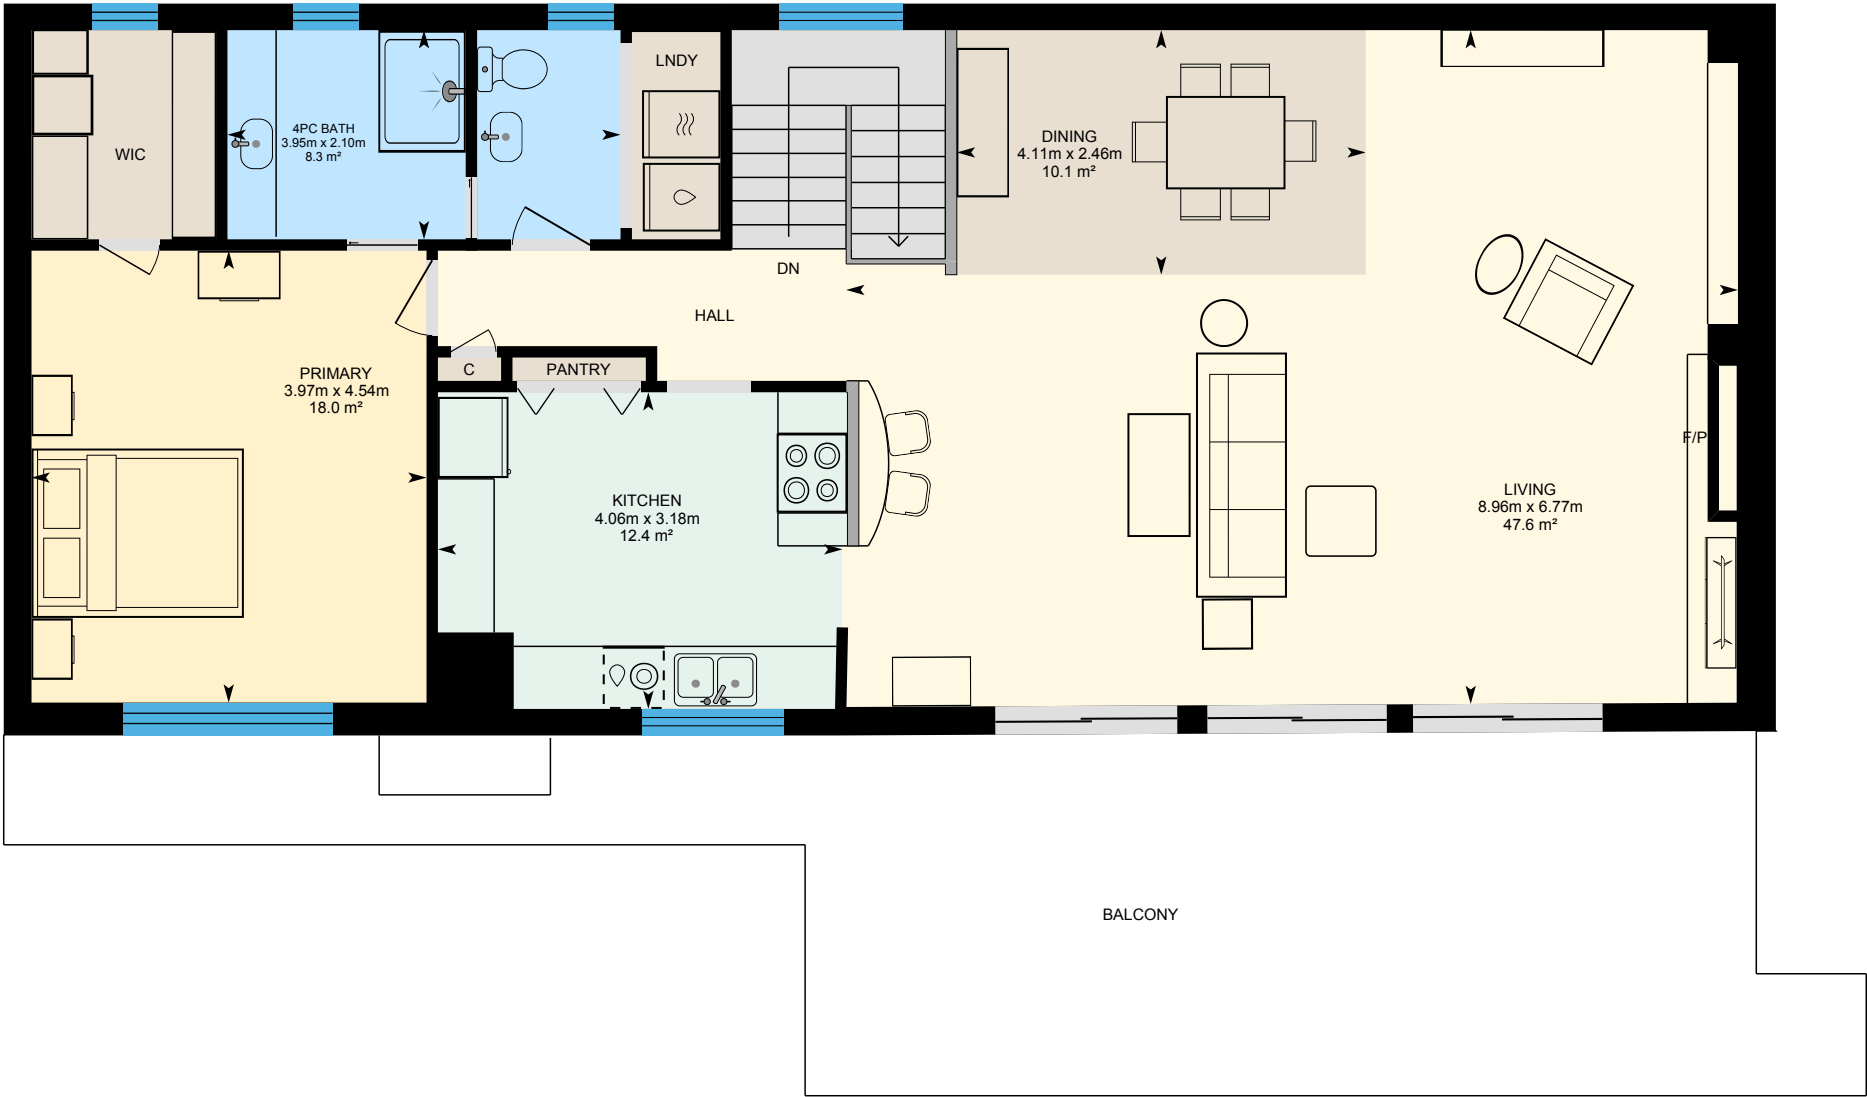 LNDY
4PC BATH
3.95m x 2.10m
8.3 m²
WIC
DINING
4.11m x 2.46m
10.1 m²
DN
HALL
PRIMARY
3.97m x 4.54m
18.0 m²
C
PANTRY
F/P
KITCHEN
4.06m x 3.18m
12.4 m²
LIVING
8.96m x 6.77m
47.6 m²
BALCONY